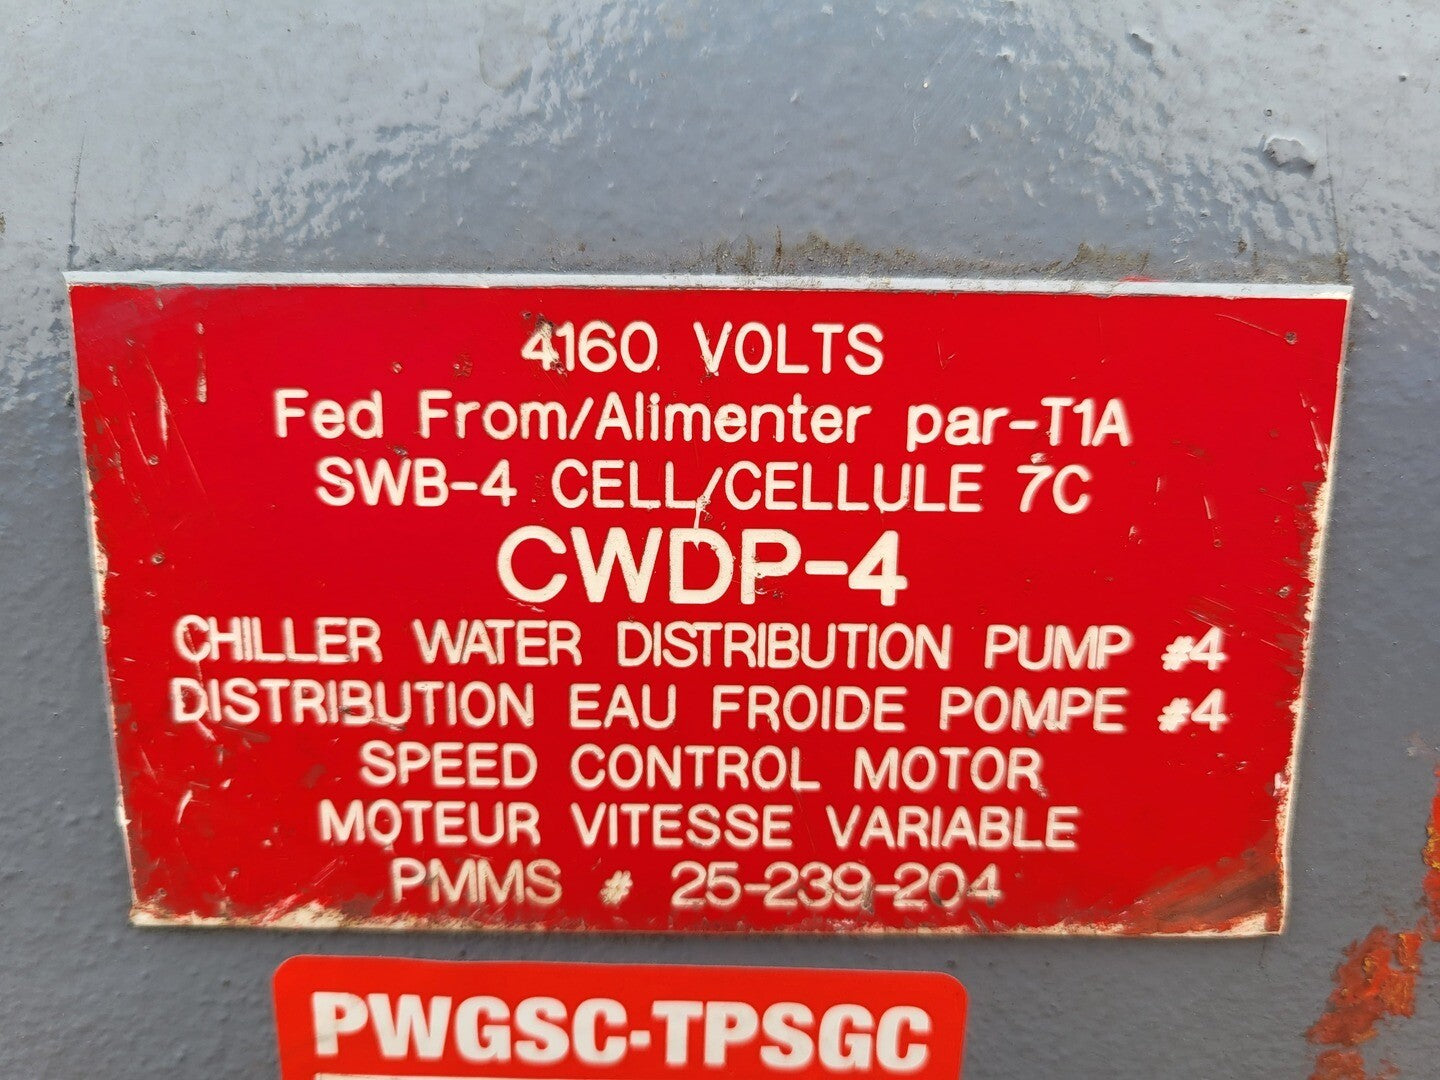 4160 VOLTS
Fed From/Alimenter par-T1A
SWB-4 CELL/CELLULE 7C
CWDP-4
CHILLER WATER DISTRIBUTION PUMP #4
DISTRIBUTION EAU FROIDE POMPE #4
SPEED CONTROL MOTOR
MOTEUR VITESSE VARIABLE
PMMS # 25-239-204
PWGSC-TPSGC